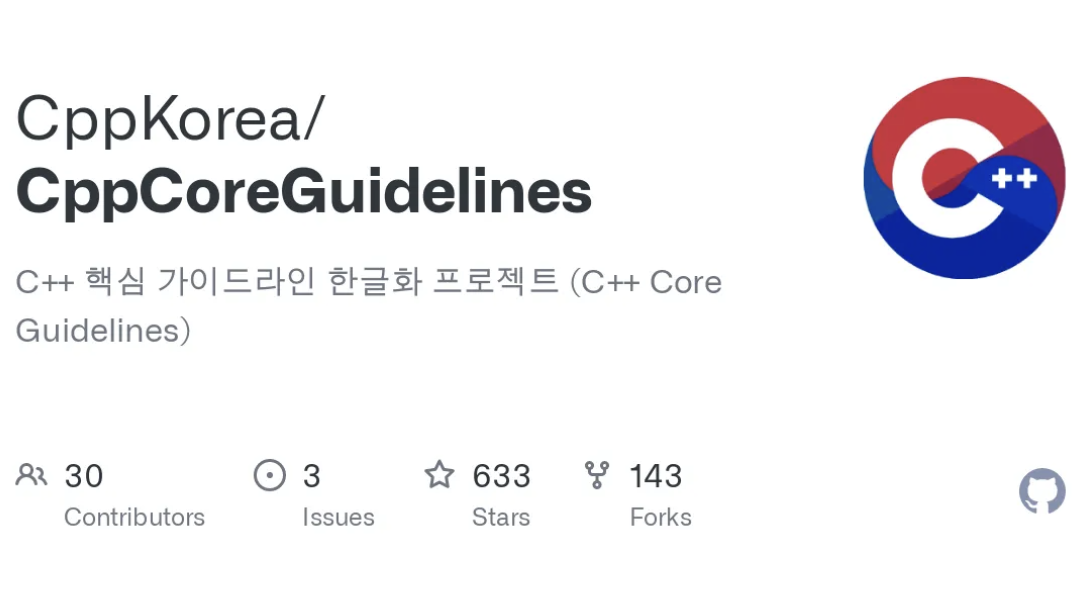 CppKorea/
CppCoreGuidelines
C++ 핵심 가이드라인 한글화 프로젝트 (C++ Core
Guidelines)
C++
30
3
633
143
Contributors
Issues
Stars
Forks